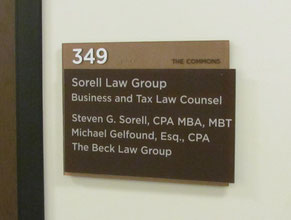 349
THE COMMONS
Sorell Law Group
Business and Tax Law Counsel
Steven G. Sorell, CPA MBA, MBT
Michael Gelfound, Esq., CPA
The Beck Law Group